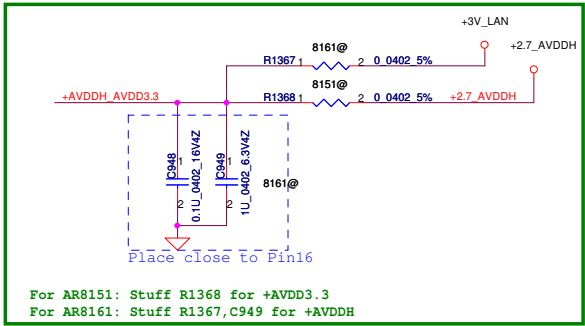 +3V_LAN
8161@
+2.7_AVDDH
R1367 1 2 0_0402_5%
8151@
+AVDDH_AVDD3.3
R1368 1 2 0_0402_5% +2.7_AVDDH
C948
1
2
0.1U_0402_16V4Z
C949
1
2
1U_0402_6.3V4Z
8161@
Place close to Pin16
For AR8151: Stuff R1368 for +AVDD3.3
For AR8161: Stuff R1367,C949 for +AVDDH